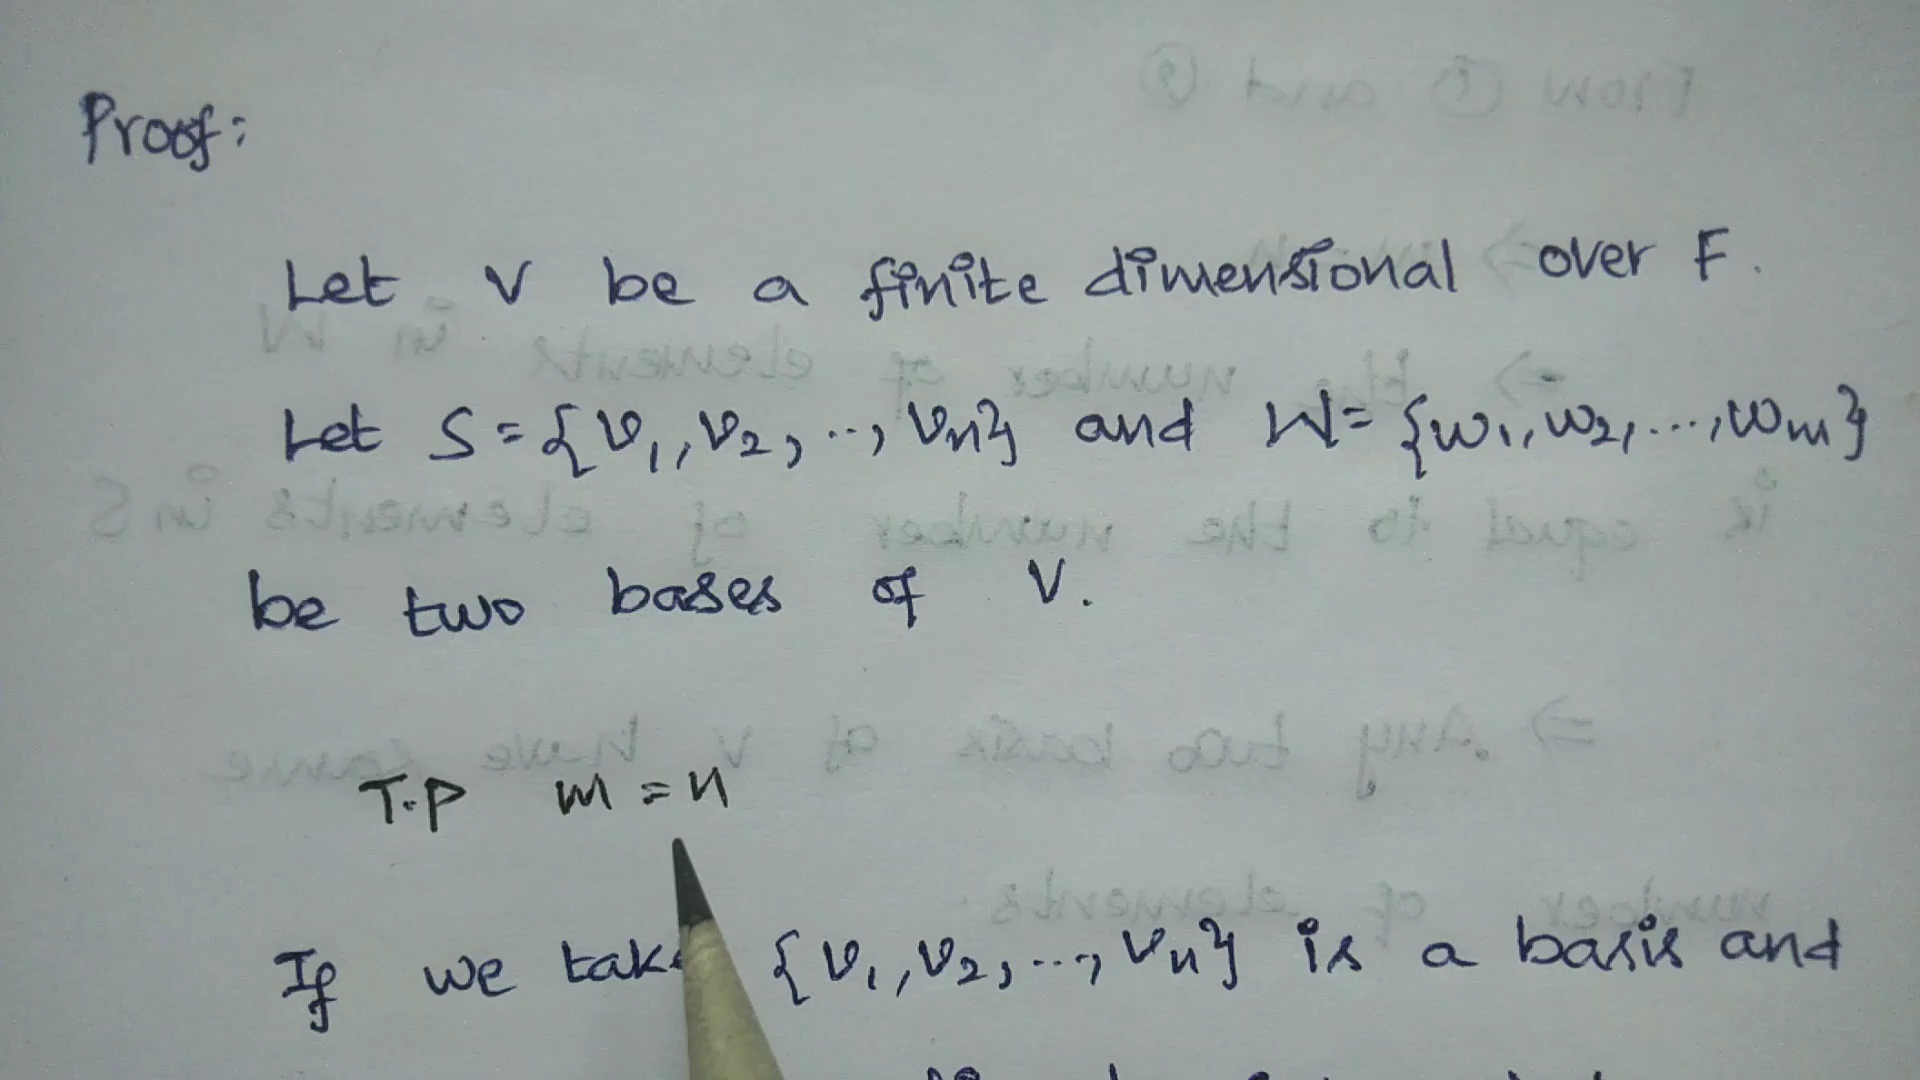 Proof:
Let V be a finite dimensional over F.
Let S = {v1, v2, .., vn} and W = {w1, w2, ..., wm}
be two bases of V.
T.P m = n
If we take {v1, v2, ..., vn} is a basis and